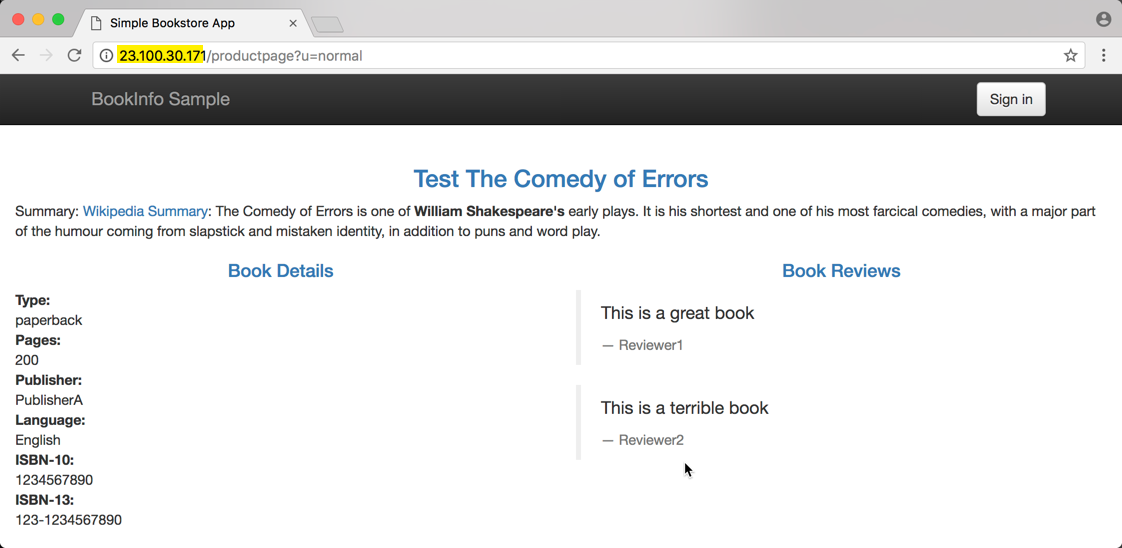 Simple Bookstore App
23.100.30.171/productpage?u=normal
BookInfo Sample
Sign in
Test The Comedy of Errors
Summary: Wikipedia Summary: The Comedy of Errors is one of William Shakespeare's early plays. It is his shortest and one of his most farcical comedies, with a major part
of the humour coming from slapstick and mistaken identity, in addition to puns and word play.
Book Details
Type:
paperback
Pages:
200
Publisher:
PublisherA
Language:
English
ISBN-10:
1234567890
ISBN-13:
123-1234567890
Book Reviews
This is a great book
— Reviewer1
This is a terrible book
— Reviewer2